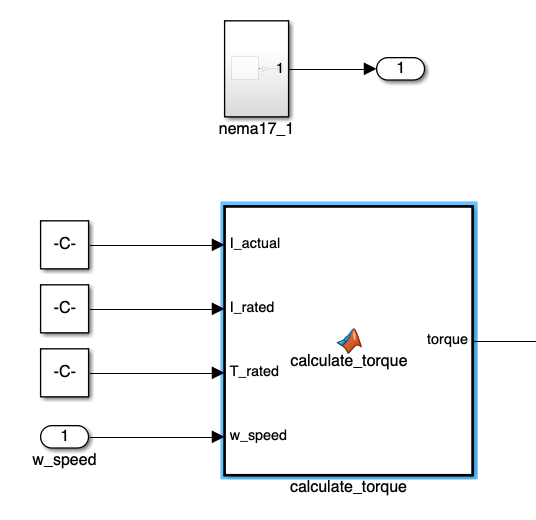 1
1
nema17_1
-C-
I_actual
-C-
I_rated
torque
calculate_torque
-C-
T_rated
1
w_speed
w_speed
calculate_torque